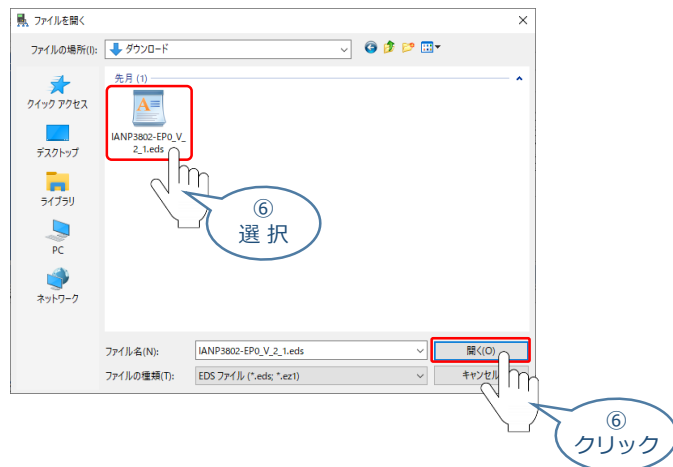 ファイルを開く
ファイルの場所(I):
ダウンロード
先月 (1)
クイック アクセス
デスクトップ
ライブラリ
PC
ネットワーク
IANP3802-EP0_V_
2_1.eds
⑥
選 択
ファイル名(N):
IANP3802-EP0_V_2_1.eds
開く(O)
ファイルの種類(T):
EDS ファイル (*.eds; *.ez1)
キャンセル
⑥
クリック